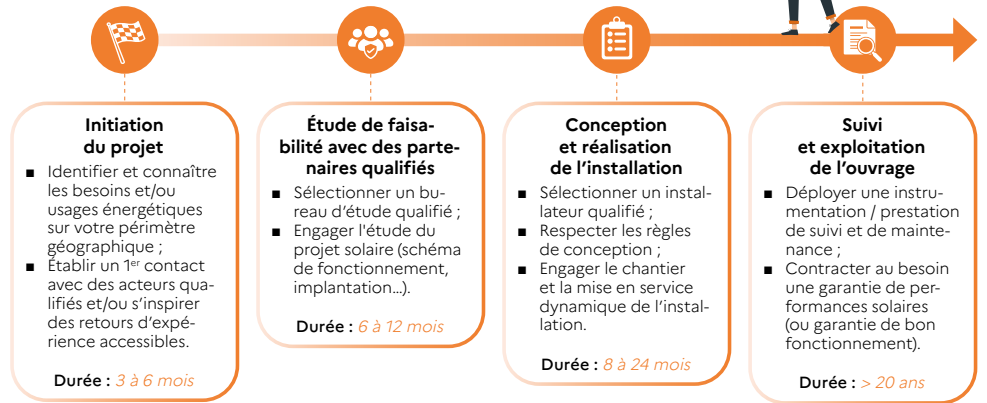 Initiation
du projet
■ Identifier et connaître
les besoins et/ou
usages énergétiques
sur votre périmètre
géographique ;
■ Établir un 1er contact
avec des acteurs qua-
lifiés et/ou s’inspirer
des retours d’expé-
rience accessibles.
Durée : 3 à 6 mois
Étude de faisa-
bilité avec des parte-
naires qualifiés
■ Sélectionner un bu-
reau d’étude qualifié ;
■ Engager l'étude du
projet solaire (schéma
de fonctionnement,
implantation…).
Durée : 6 à 12 mois
Conception
et réalisation
de l’installation
■ Sélectionner un instal-
lateur qualifié ;
■ Respecter les règles
de conception ;
■ Engager le chantier
et la mise en service
dynamique de l’instal-
lation.
Durée : 8 à 24 mois
Suivi
et exploitation
de l’ouvrage
■ Déployer une instru-
mentation / prestation
de suivi et de mainte-
nance ;
■ Contracter au besoin
une garantie de per-
formances solaires
(ou garantie de bon
fonctionnement).
Durée : > 20 ans